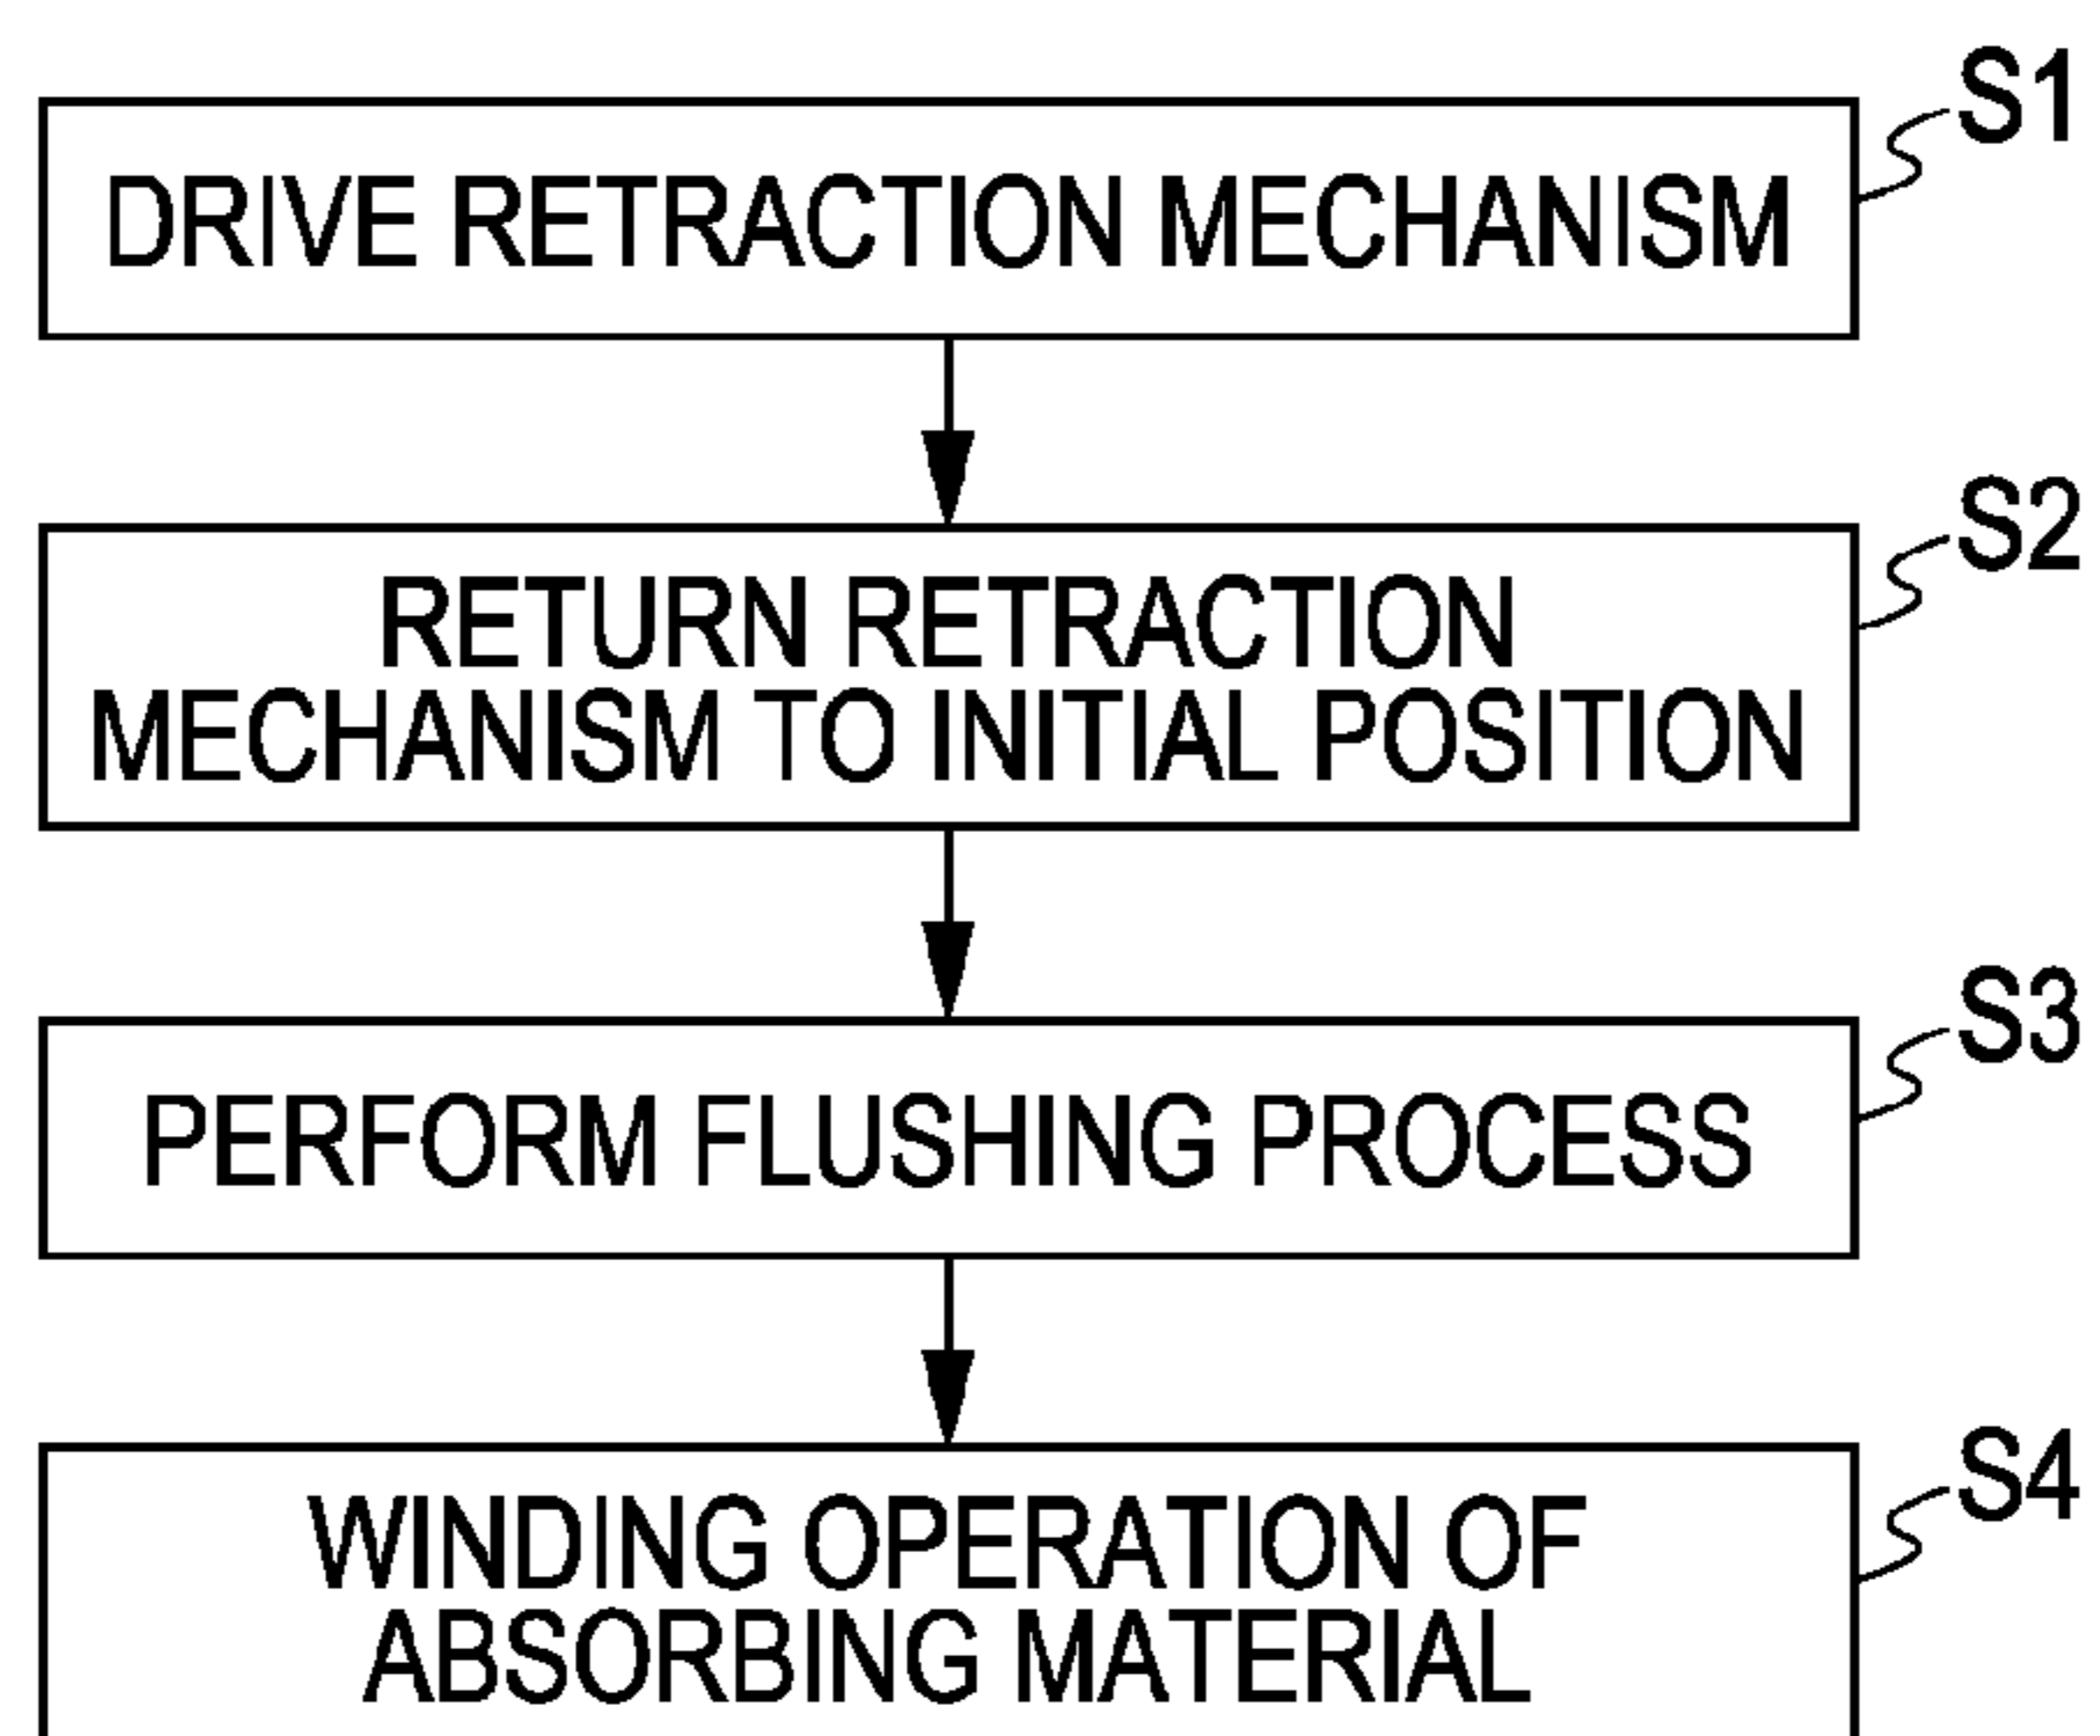 S1
DRIVE RETRACTION MECHANISM
S2
RETURN RETRACTION
MECHANISM TO INITIAL POSITION
S3
PERFORM FLUSHING PROCESS
S4
WINDING OPERATION OF
ABSORBING MATERIAL